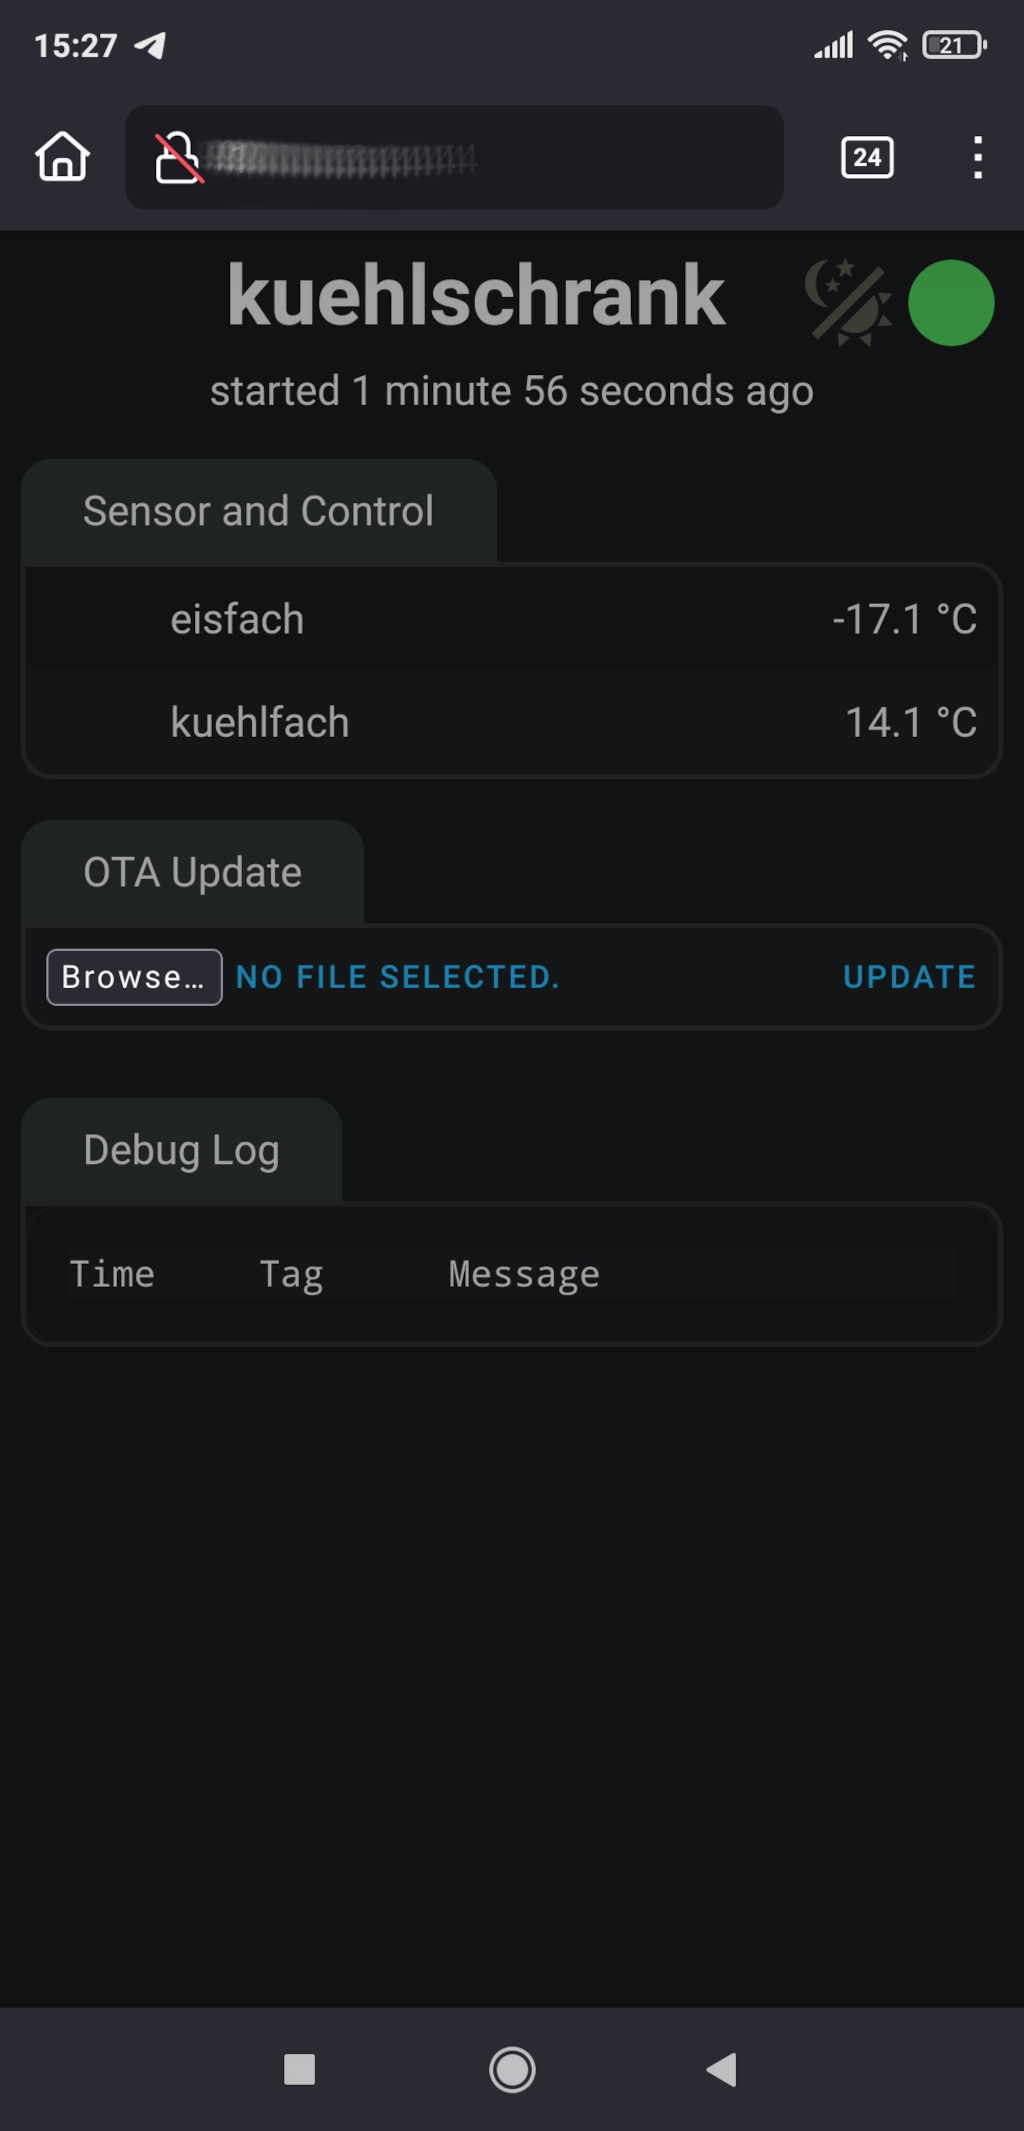 15:27
21
24
kuehlschrank
started 1 minute 56 seconds ago
Sensor and Control
eisfach -17.1 °C
kuehlfach 14.1 °C
OTA Update
Browse… NO FILE SELECTED. UPDATE
Debug Log
Time Tag Message